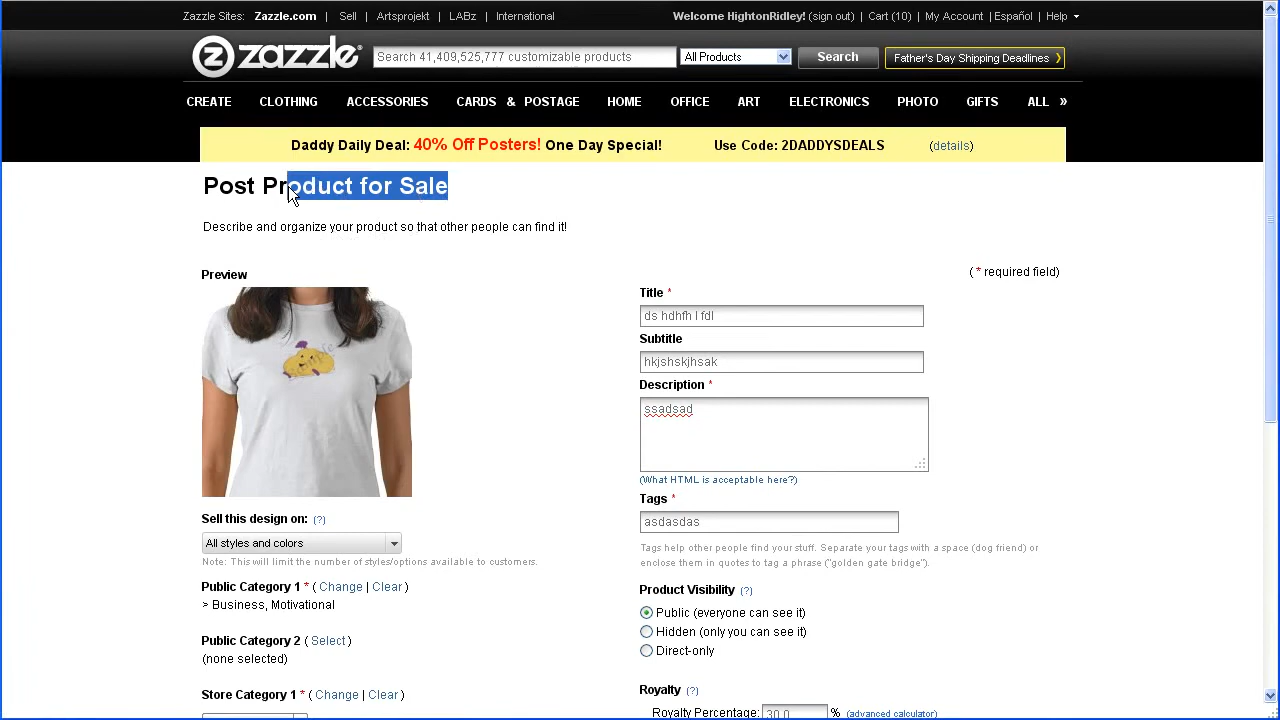 Zazzle Sites: Zazzle.com | Sell | Artsprojekt | LABz | International
Welcome HightonRidley! (sign out) | Cart (10) | My Account | Español | Help
zazzle® Search 41,409,525,777 customizable products All Products Search Father's Day Shipping Deadlines ❯
CREATE CLOTHING ACCESSORIES CARDS & POSTAGE HOME OFFICE ART ELECTRONICS PHOTO GIFTS ALL »
Daddy Daily Deal: 40% Off Posters! One Day Special! Use Code: 2DADDYSDEALS (details)
Post Product for Sale
Describe and organize your product so that other people can find it!
Preview
( * required field)
Title *
ds hdhfh l fdl
Subtitle
hkjshskjhsak
Description *
ssadsad
(What HTML is acceptable here?)
Tags *
asdasdas
Tags help other people find your stuff. Separate your tags with a space (dog friend) or
enclose them in quotes to tag a phrase ("golden gate bridge").
Sell this design on: (?)
All styles and colors
Note: This will limit the number of styles/options available to customers.
Public Category 1 * ( Change | Clear )
> Business, Motivational
Public Category 2 ( Select )
(none selected)
Store Category 1 * ( Change | Clear )
Product Visibility (?)
Public (everyone can see it)
Hidden (only you can see it)
Direct-only
Royalty (?)
Royalty Percentage: 30.0 % (advanced calculator)